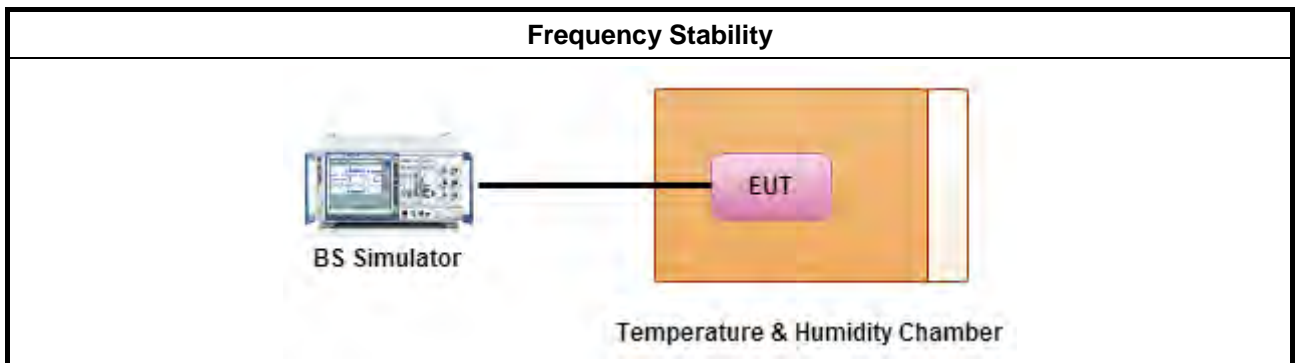 Frequency Stability
EUT
BS Simulator
Temperature & Humidity Chamber